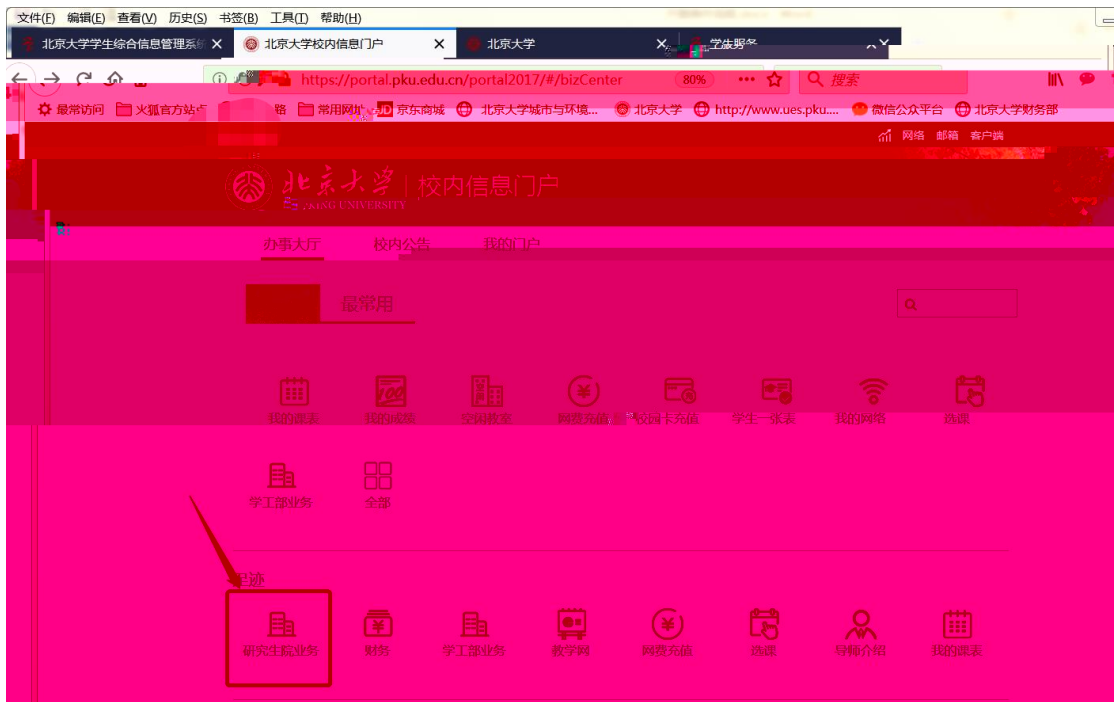 文件(F) 编辑(E) 查看(V) 历史(S) 书签(B) 工具(T) 帮助(H)
北京大学学生综合信息管理系统 北京大学校内信息门户 北京大学 学生服务
https://portal.pku.edu.cn/portal2017/#/bizCenter 80% 搜索
最常访问 火狐官方站点 常用网址 JD 京东商城 北京大学城市与环境... 北京大学 http://www.ues.pku.... 微信公众平台 北京大学财务部
网络 邮箱 客户端
北京大学 校内信息门户
PEKING UNIVERSITY
办事大厅 校内公告 我的门户
最常用
我的课表 我的成绩 空闲教室 网费充值 校园卡充值 学生一张表 我的网络 选课
学工部业务 全部
足迹
研究生院业务 财务 学工部业务 教学网 网费充值 选课 导师介绍 我的课表